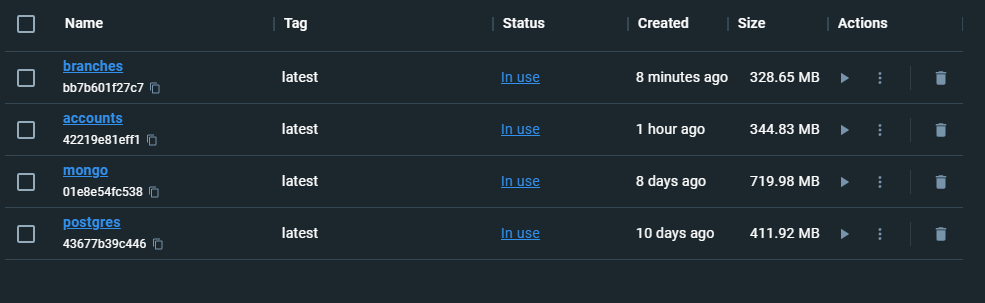 Name Tag Status Created Size Actions
branches
bb7b601f27c7
latest In use 8 minutes ago 328.65 MB
accounts
42219e81eff1
latest In use 1 hour ago 344.83 MB
mongo
01e8e54fc538
latest In use 8 days ago 719.98 MB
postgres
43677b39c446
latest In use 10 days ago 411.92 MB